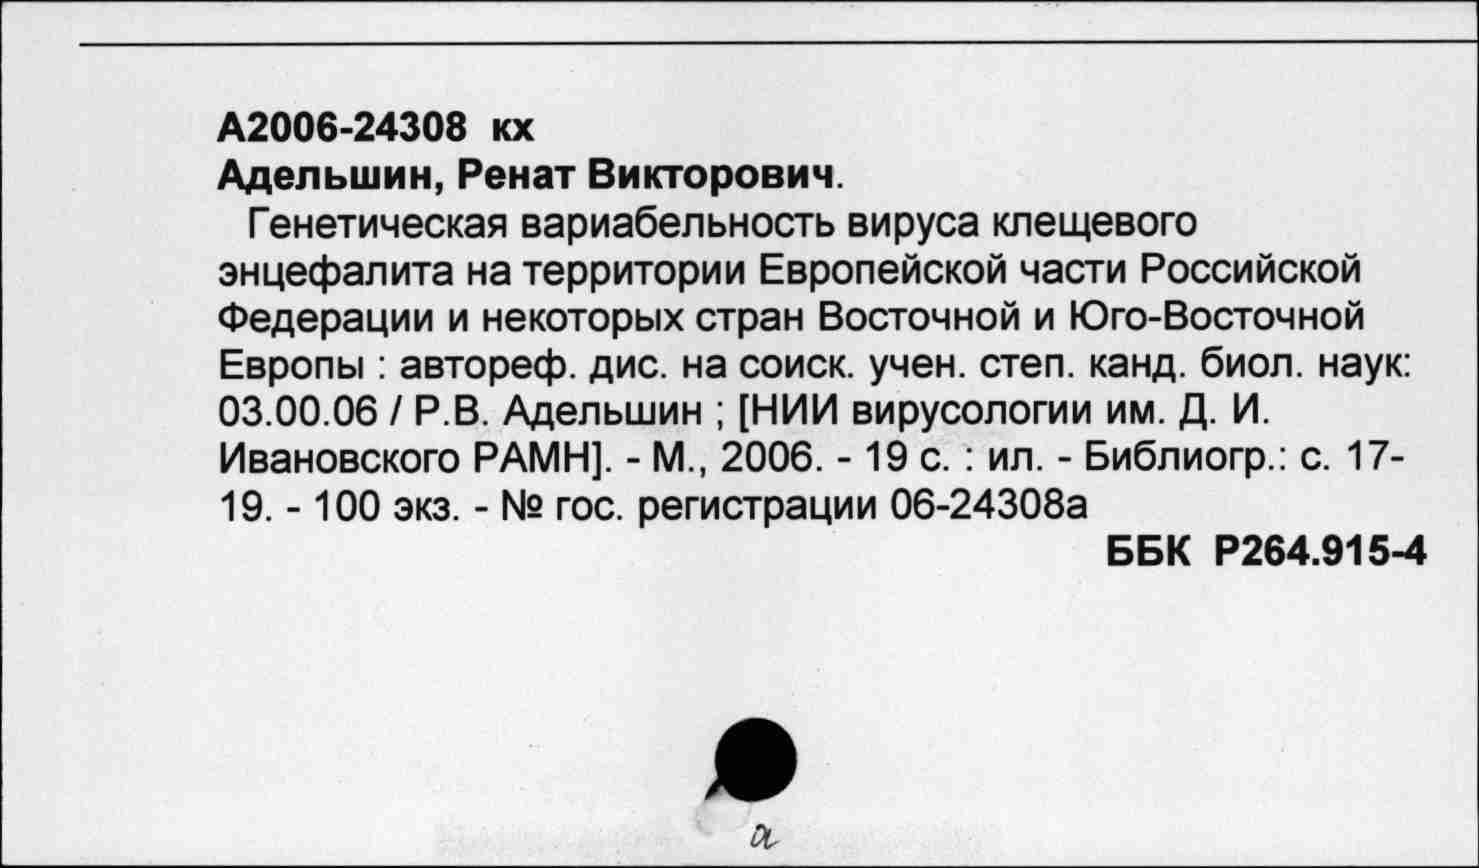 А2006-24308 кх
Адельшин, Ренат Викторович.
Генетическая вариабельность вируса клещевого
энцефалита на территории Европейской части Российской
Федерации и некоторых стран Восточной и Юго-Восточной
Европы : автореф. дис. на соиск. учен. степ. канд. биол. наук:
03.00.06 / Р.В. Адельшин ; [НИИ вирусологии им. Д. И.
Ивановского РАМН]. - М., 2006. - 19 с. : ил. - Библиогр.: с. 17-
19. - 100 экз. - № гос. регистрации 06-24308а
ББК Р264.915-4
а